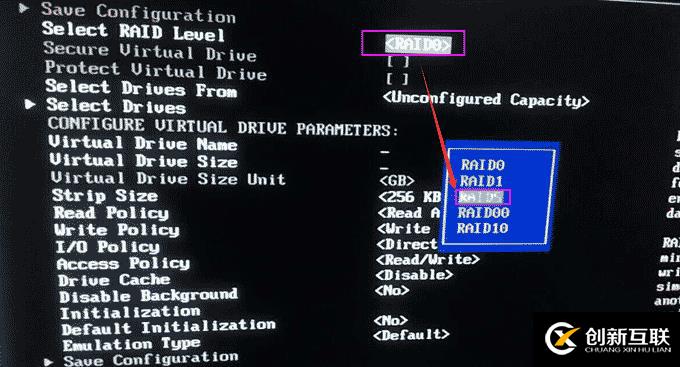 Save Configuration
Select RAID Level <RAID0>
Secure Virtual Drive [ ]
Protect Virtual Drive [ ]
Select Drives From <Unconfigured Capacity>
Select Drives
CONFIGURE VIRTUAL DRIVE PARAMETERS:
Virtual Drive Name _
Virtual Drive Size _
Virtual Drive Size Unit <GB>
Strip Size <256 KB
Read Policy <Read A
Write Policy <Write
I/O Policy <Direct
Access Policy <Read/Write>
Drive Cache <Disable>
Disable Background <No>
Initialization
Default Initialization <No>
Emulation Type <Default>
Save Configuration
RAID0
RAID1
RAID5
RAID00
RAID10
创新互联
CHUANG XIN HU LIAN